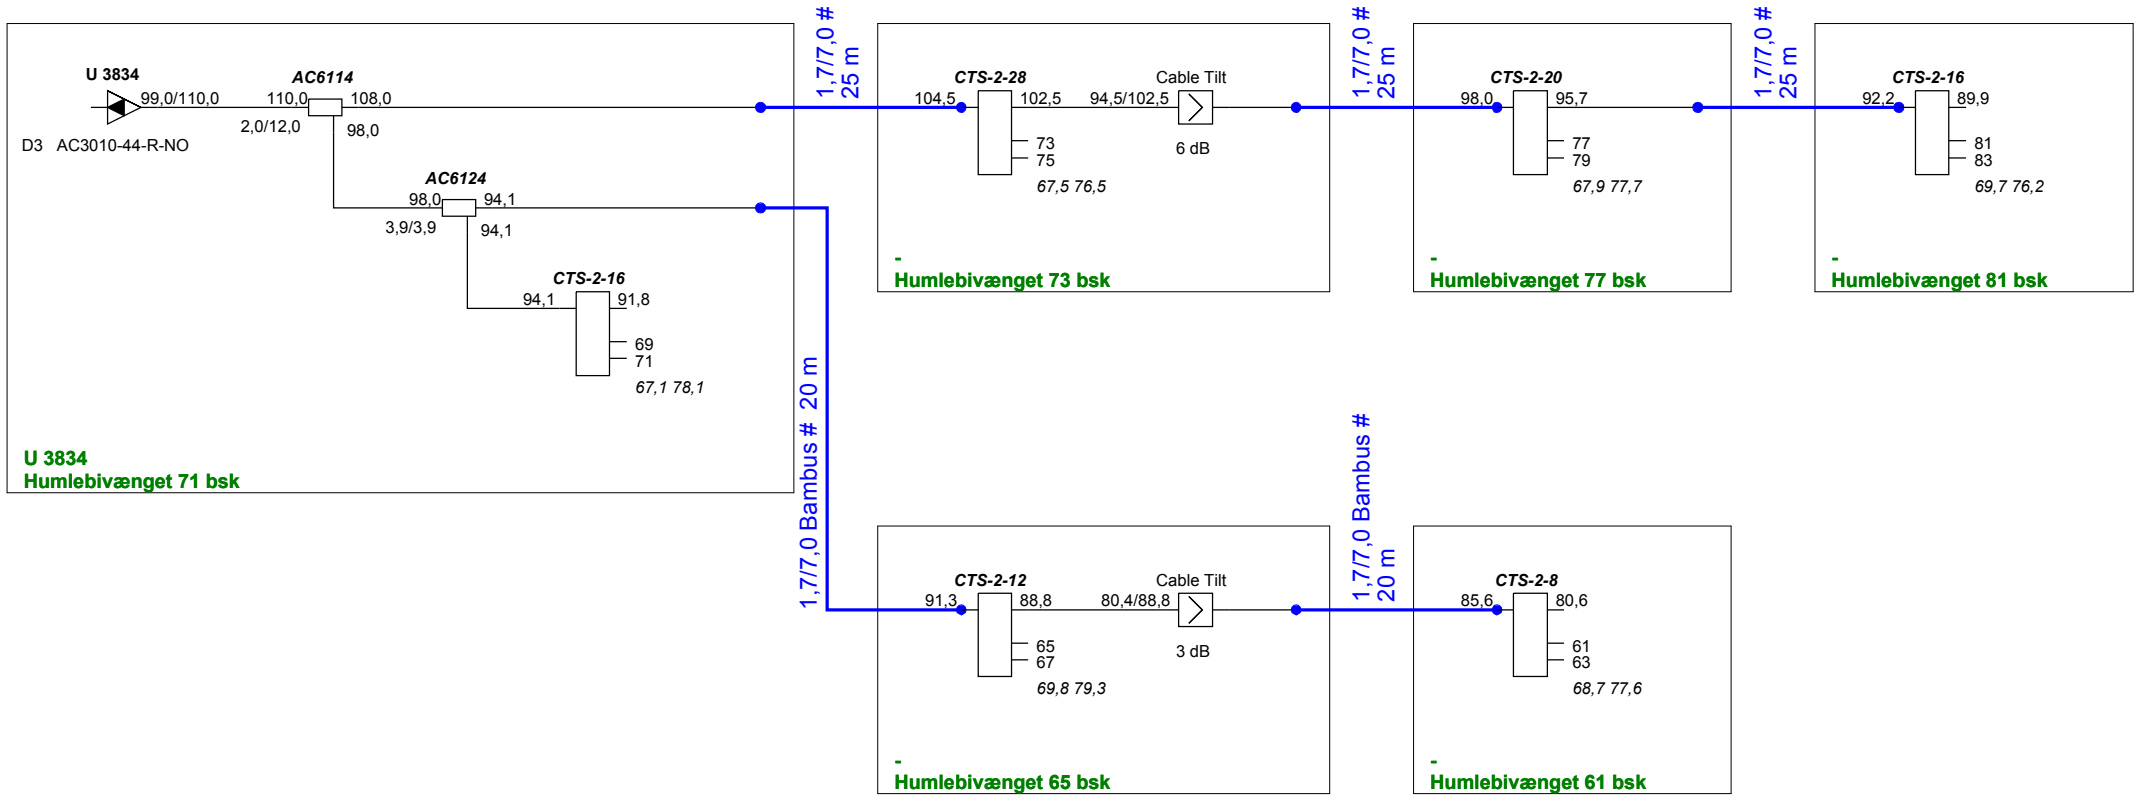 U 3834
99,0/110,0
D3 AC3010-44-R-NO
AC6114
110,0
108,0
2,0/12,0
98,0
AC6124
98,0
94,1
3,9/3,9
94,1
CTS-2-16
94,1
91,8
69
71
67,1 78,1
U 3834
Humlebivænget 71 bsk
1,7/7,0 #
25 m
CTS-2-28
104,5
102,5
73
75
67,5 76,5
Cable Tilt
94,5/102,5
6 dB
-
Humlebivænget 73 bsk
1,7/7,0 #
25 m
CTS-2-20
98,0
95,7
77
79
67,9 77,7
-
Humlebivænget 77 bsk
1,7/7,0 #
25 m
CTS-2-16
92,2
89,9
81
83
69,7 76,2
-
Humlebivænget 81 bsk
1,7/7,0 Bambus # 20 m
CTS-2-12
91,3
88,8
65
67
69,8 79,3
Cable Tilt
80,4/88,8
3 dB
-
Humlebivænget 65 bsk
1,7/7,0 Bambus #
20 m
CTS-2-8
85,6
80,6
61
63
68,7 77,6
-
Humlebivænget 61 bsk